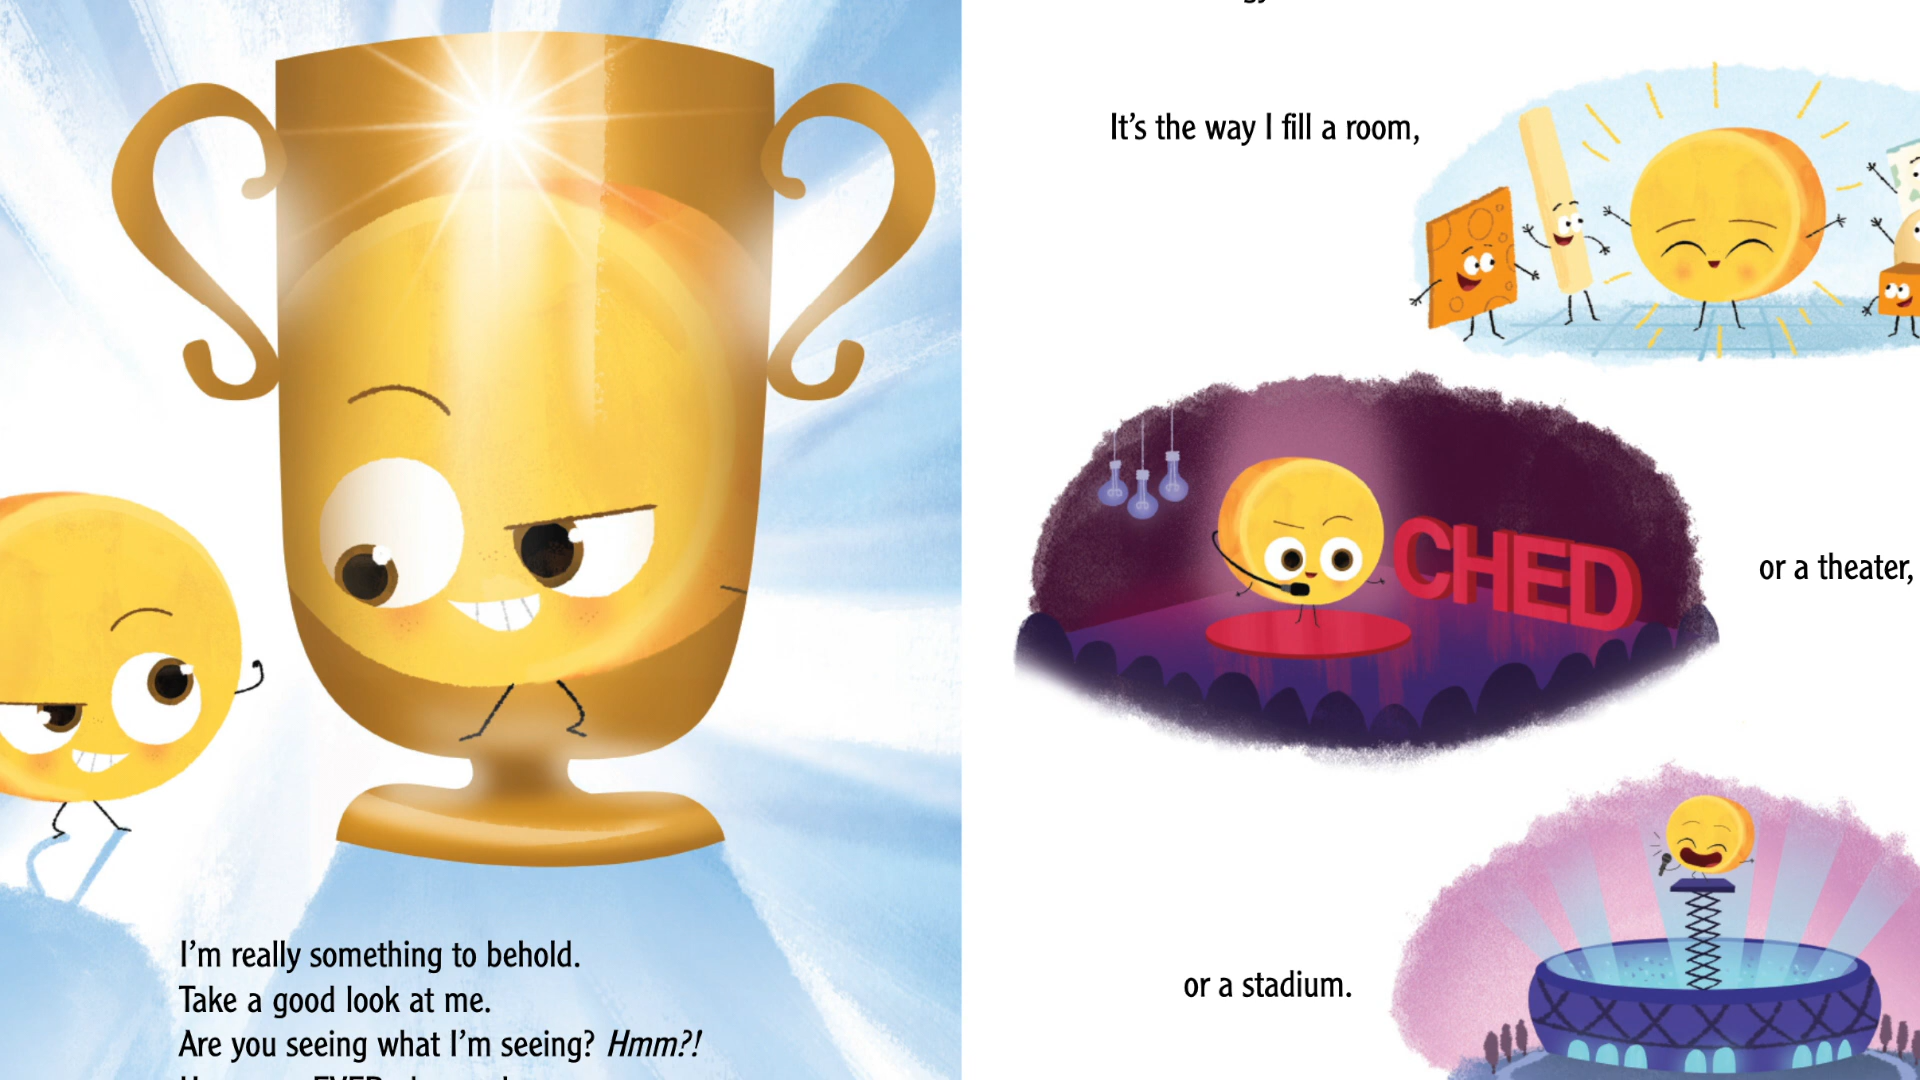 I'm really something to behold.
Take a good look at me.
Are you seeing what I'm seeing? Hmm?!
It's the way I fill a room,
CHED
or a theater,
or a stadium.